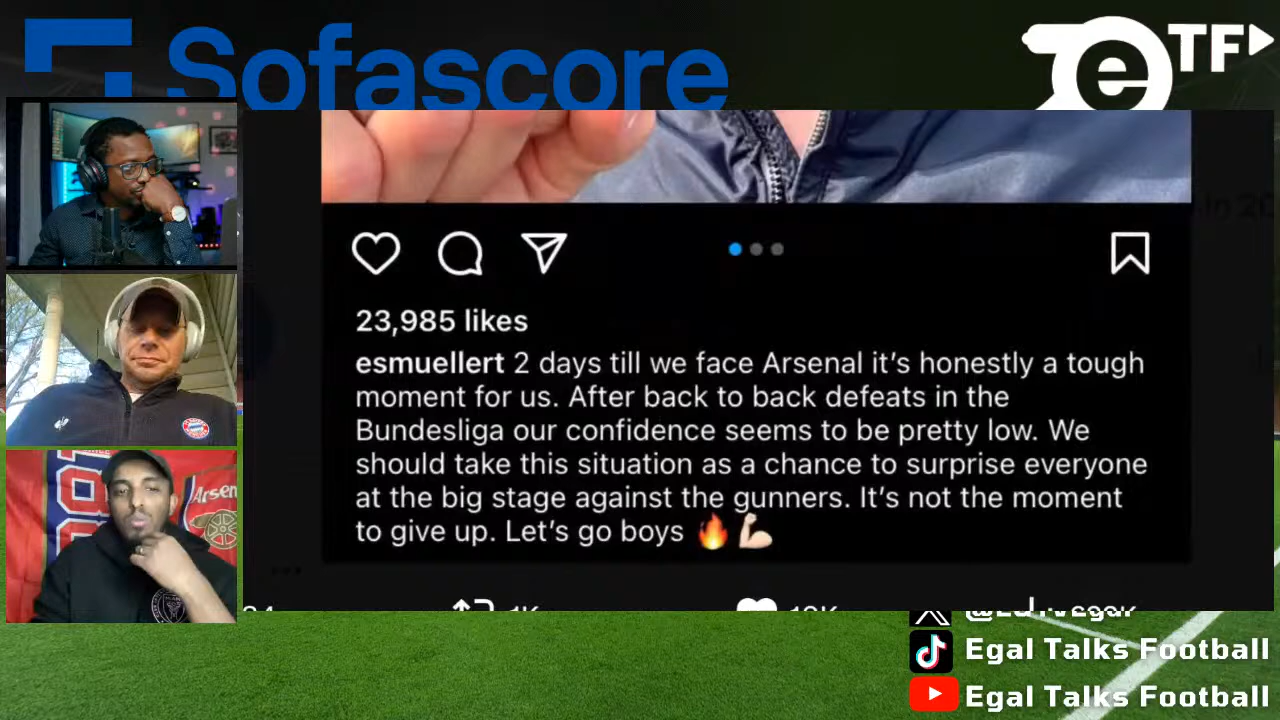 Sofascore
e
TF
23,985 likes
esmuellert 2 days till we face Arsenal it's honestly a tough
moment for us. After back to back defeats in the
Bundesliga our confidence seems to be pretty low. We
should take this situation as a chance to surprise everyone
at the big stage against the gunners. It's not the moment
to give up. Let's go boys 🔥 💪🏻
Arsen
Egal Talks Football
Egal Talks Football